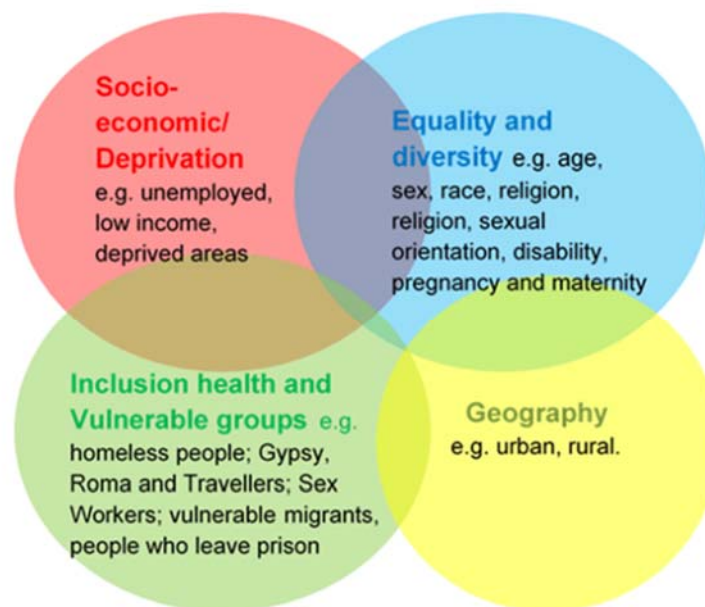 Socio-
economic/
Deprivation
e.g. unemployed,
low income,
deprived areas
Equality and
diversity e.g. age,
sex, race, religion,
religion, sexual
orientation, disability,
pregnancy and maternity
Inclusion health and
Vulnerable groups e.g.
homeless people; Gypsy,
Roma and Travellers; Sex
Workers; vulnerable migrants,
people who leave prison
Geography
e.g. urban, rural.